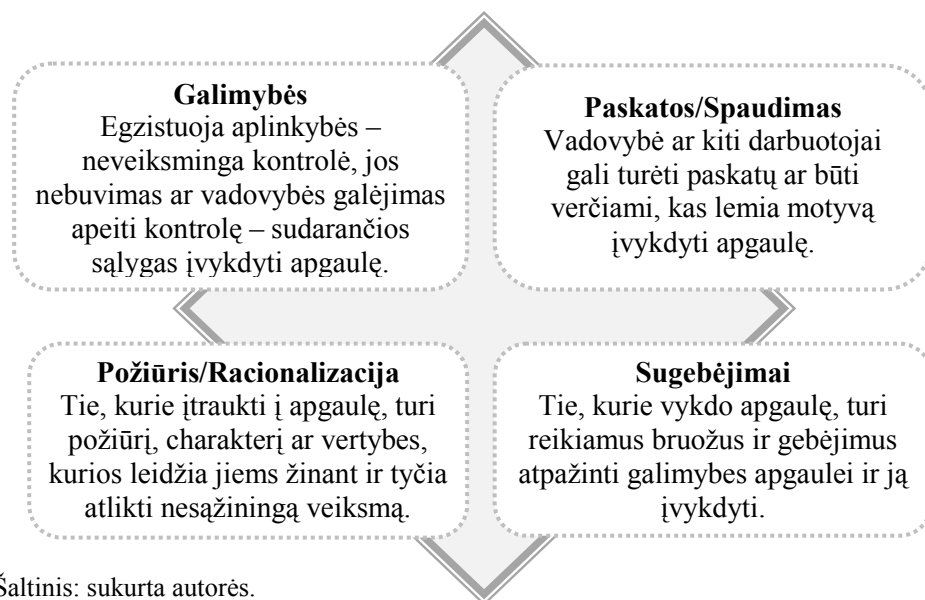 Galimybės
Egzistuoja aplinkybės –
neveiksminga kontrolė, jos
nebuvimas ar vadovybės galėjimas
apeiti kontrolę – sudarančios
sąlygas įvykdyti apgaulę.
Paskatos/Spaudimas
Vadovybė ar kiti darbuotojai
gali turėti paskatų ar būti
verčiami, kas lemia motyvą
įvykdyti apgaulę.
Požiūris/Racionalizacija
Tie, kurie įtraukti į apgaulę, turi
požiūrį, charakterį ar vertybes,
kurios leidžia jiems žinant ir tyčia
atlikti nesąžiningą veiksmą.
Sugebėjimai
Tie, kurie vykdo apgaulę, turi
reikiamus bruožus ir gebėjimus
atpažinti galimybes apgaulei ir ją
įvykdyti.
Šaltinis: sukurta autorės.